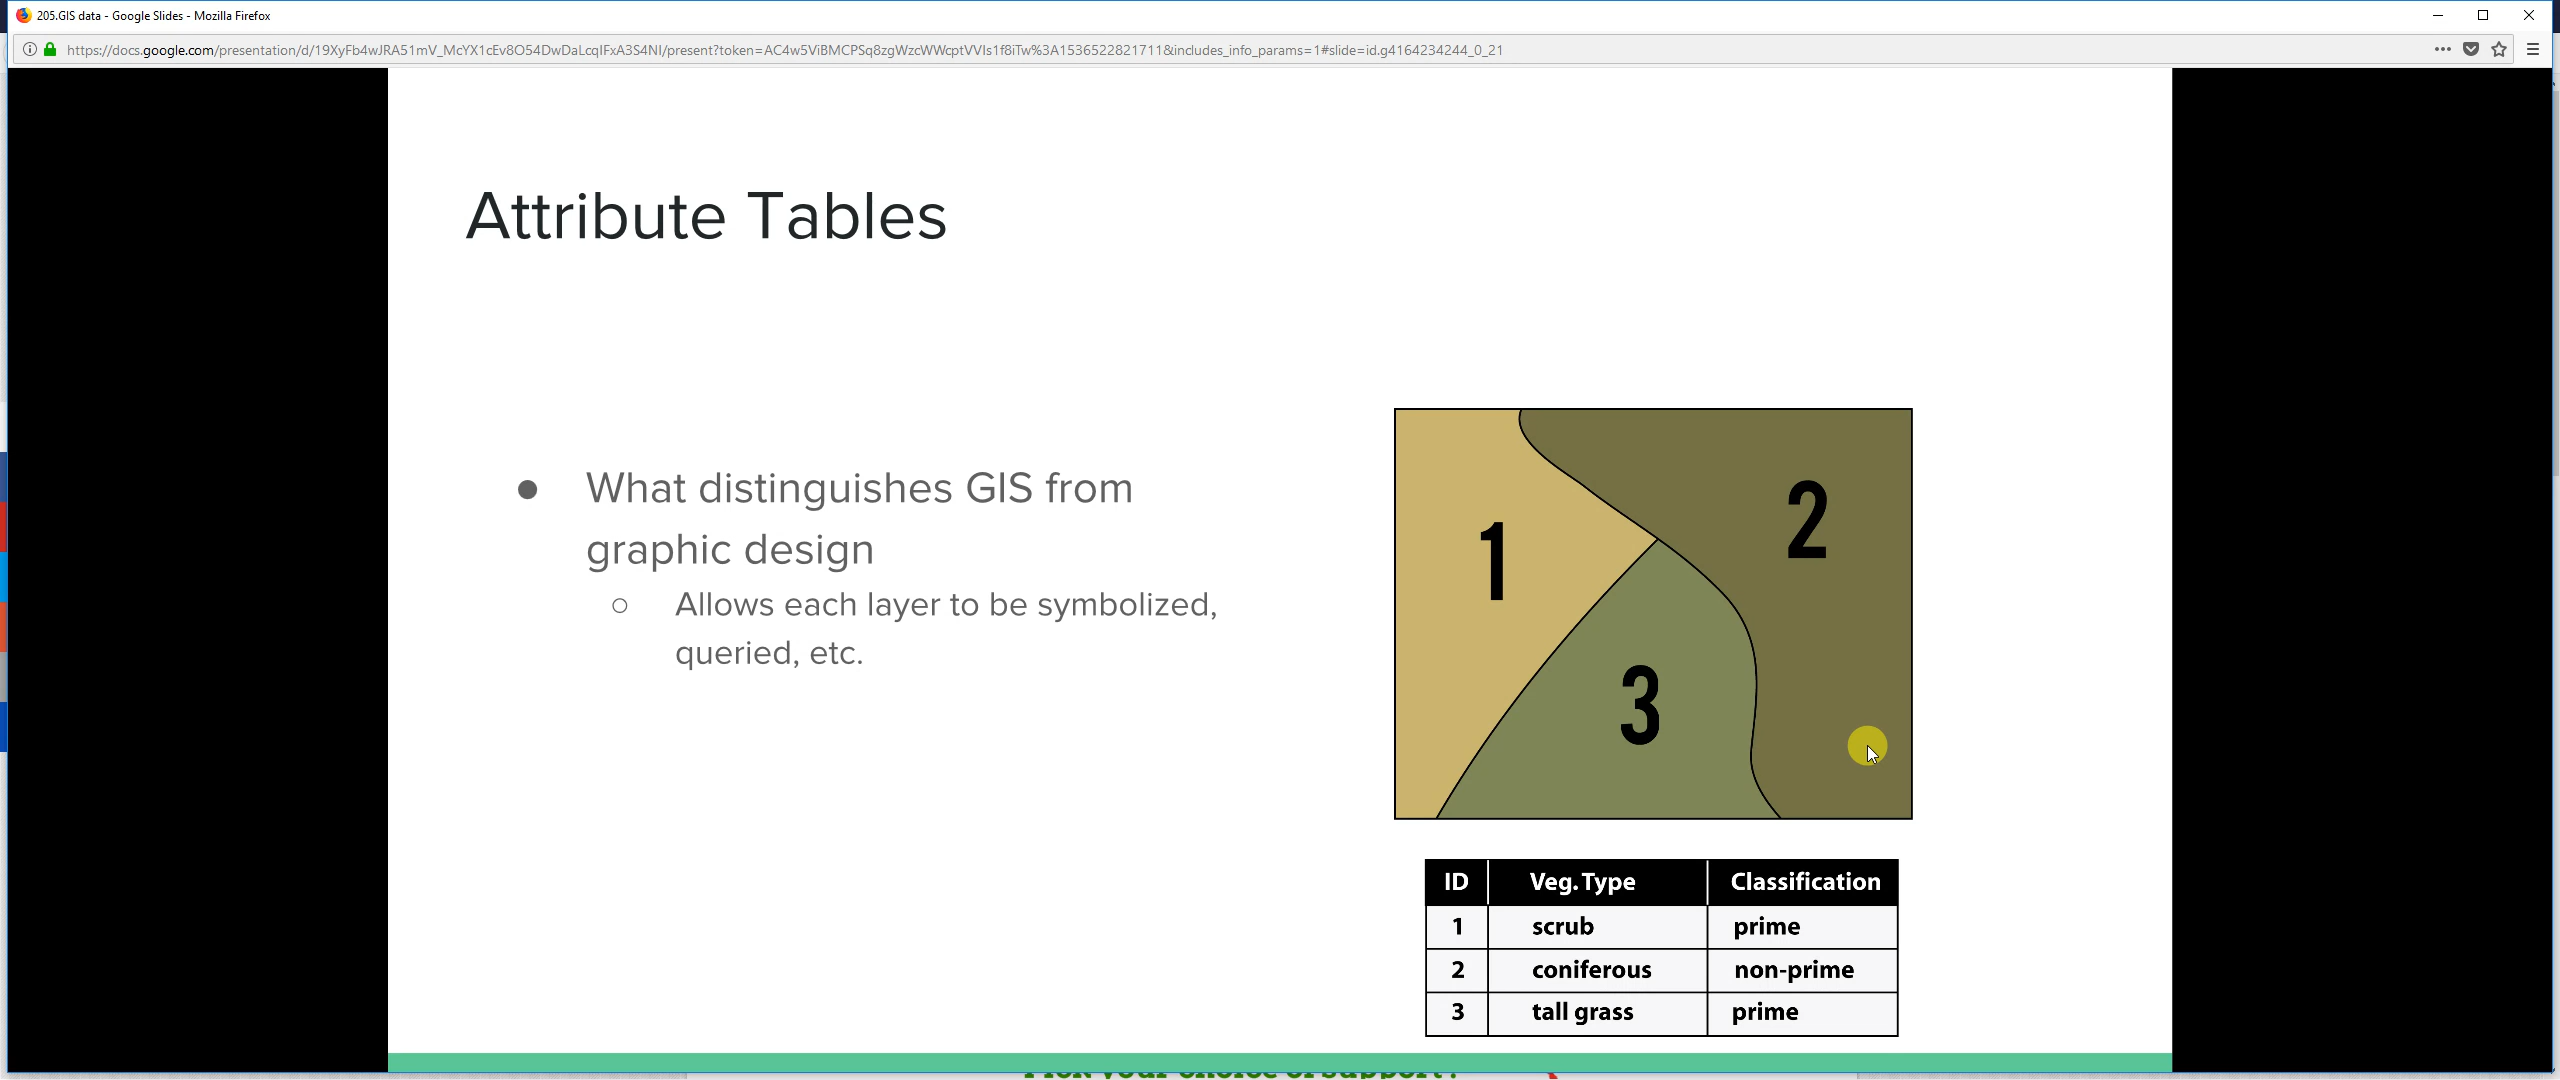 205.GIS data - Google Slides - Mozilla Firefox
https://docs.google.com/presentation/d/19XyFb4wJRA51mV_McYX1cEv8O54DwDaLcqIFxA3S4NI/present?token=AC4w5ViBMCPSq8zgWzcWWcptVVIs1f8iTw%3A1536522821711&includes_info_params=1#slide=id.g4164234244_0_21
Attribute Tables
What distinguishes GIS from
graphic design
Allows each layer to be symbolized,
queried, etc.
1
2
3
ID Veg. Type Classification
1 scrub prime
2 coniferous non-prime
3 tall grass prime